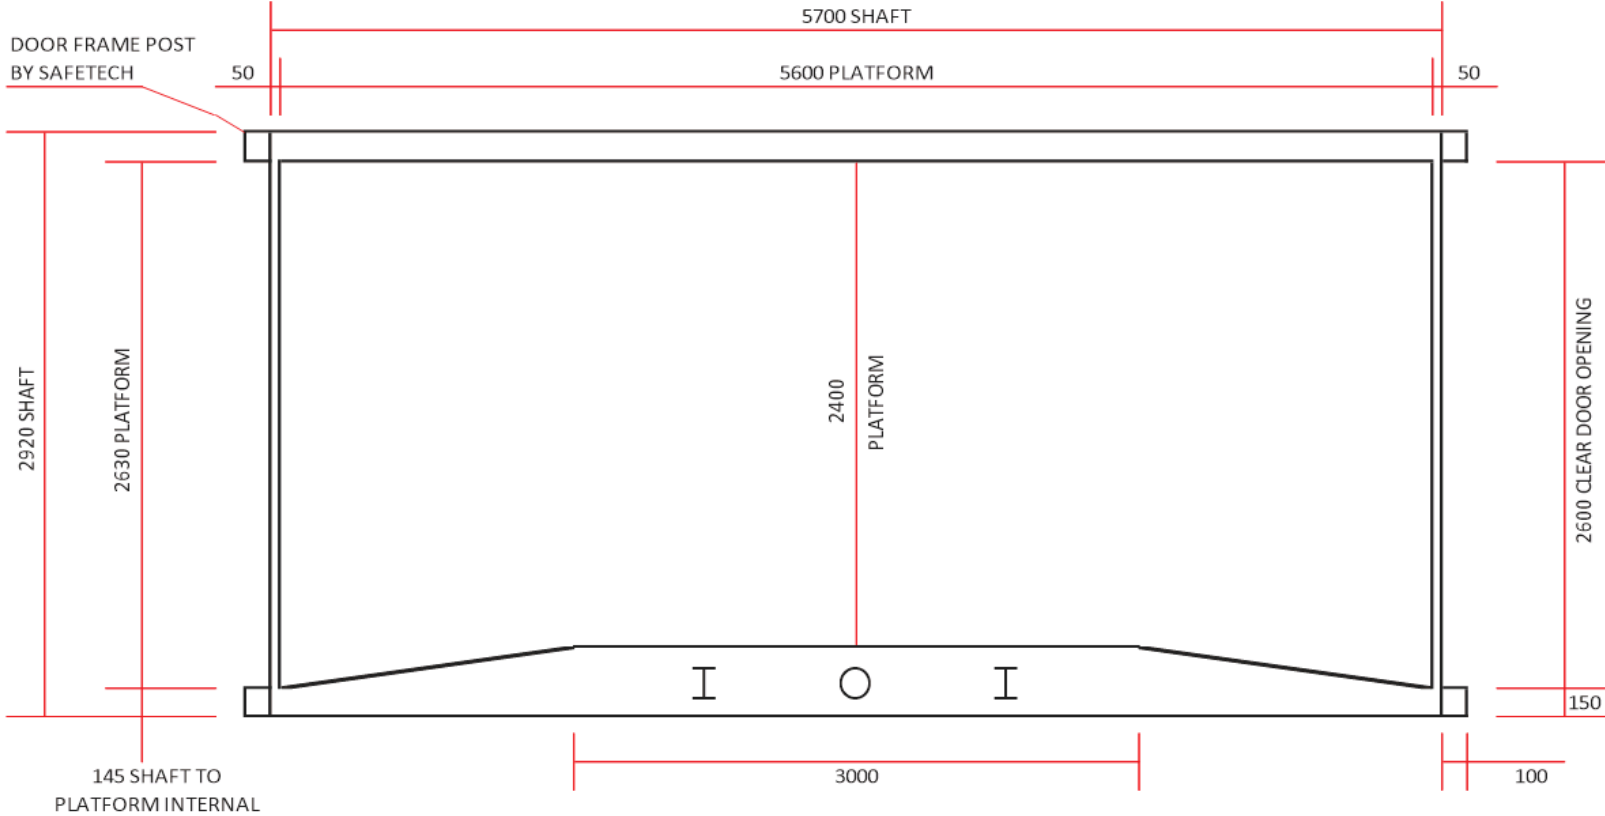 5700 SHAFT
DOOR FRAME POST
BY SAFETECH
50
5600 PLATFORM
50
2920 SHAFT
2630 PLATFORM
2400
PLATFORM
2600 CLEAR DOOR OPENING
150
145 SHAFT TO
PLATFORM INTERNAL
3000
100